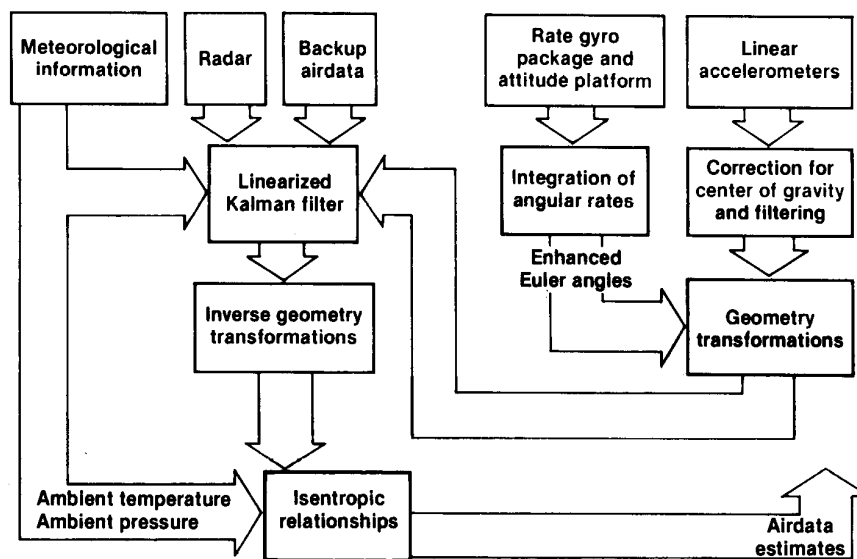 Meteorological
information
Radar
Backup
airdata
Rate gyro
package and
attitude platform
Linear
accelerometers
Linearized
Kalman filter
Integration of
angular rates
Correction for
center of gravity
and filtering
Enhanced
Euler angles
Inverse geometry
transformations
Geometry
transformations
Ambient temperature
Ambient pressure
Isentropic
relationships
Airdata
estimates